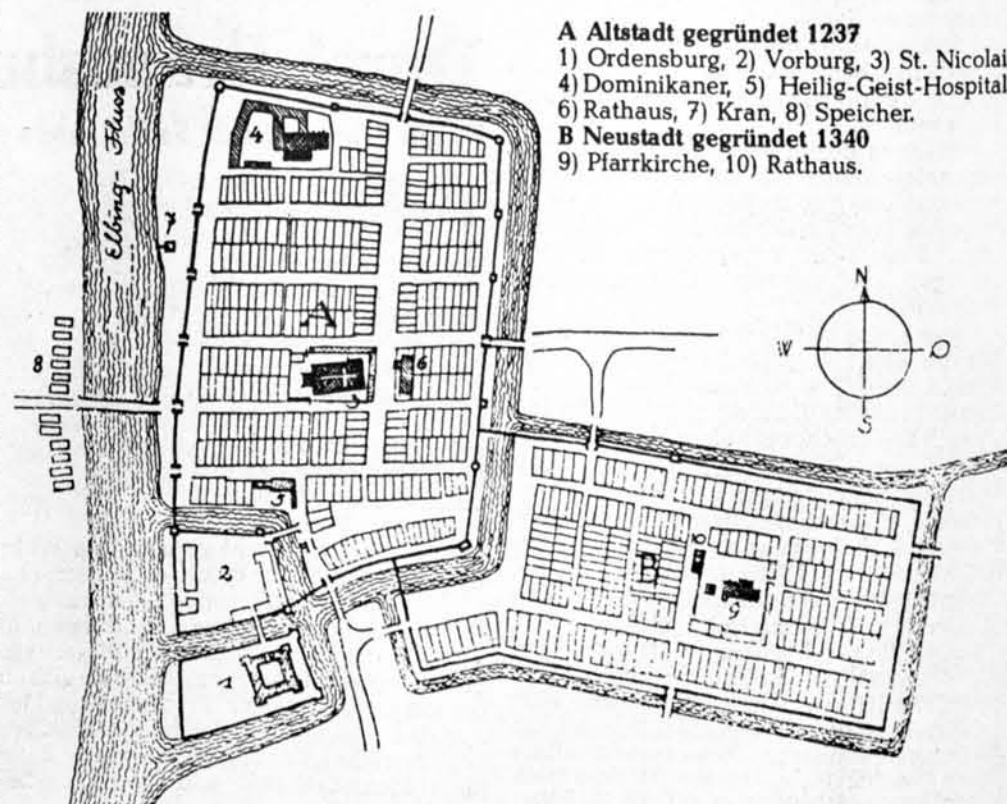 A Altstadt gegründet 1237
1) Ordensburg, 2) Vorburg, 3) St. Nicolai
4) Dominikaner, 5) Heilig-Geist-Hospital
6) Rathaus, 7) Kran, 8) Speicher.
B Neustadt gegründet 1340
9) Pfarrkirche, 10) Rathaus.
Elbing-Fluss
4
7
A
N
W
O
S
8
6
3
5
2
B
10
9
1